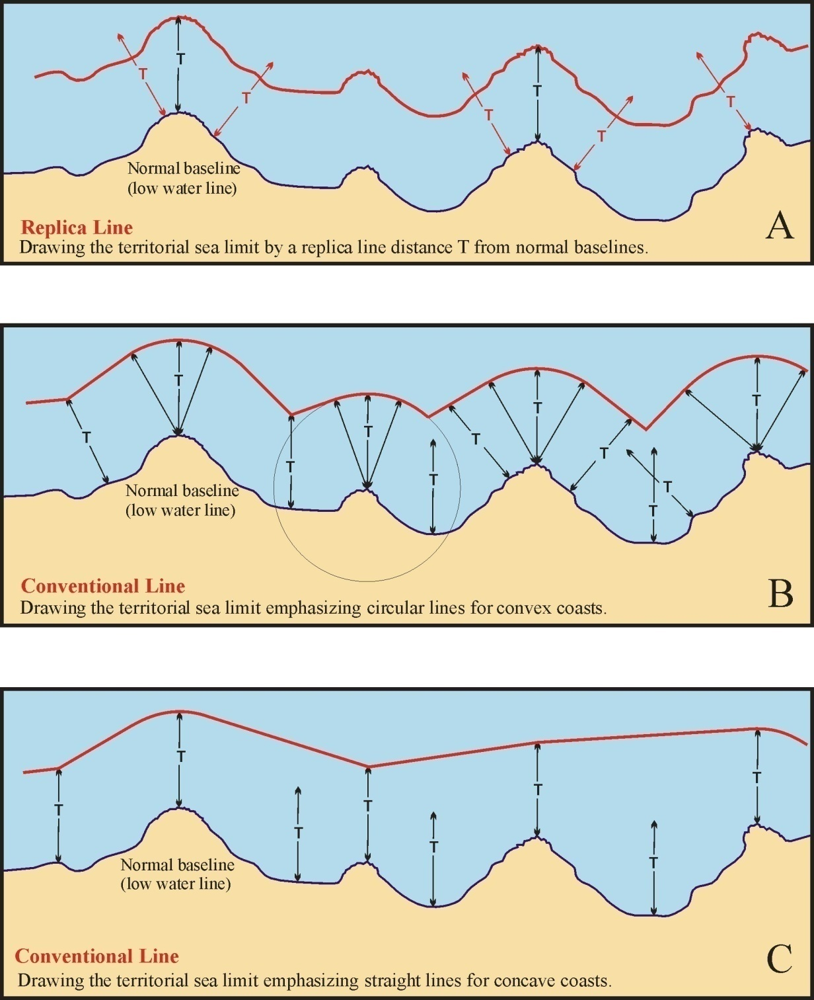 T
T
T
T
T
T
T
T
Normal baseline
(low water line)
Replica Line
Drawing the territorial sea limit by a replica line distance T from normal baselines.
A
T
T
T
T
T
T
T
T
T
T
T
Normal baseline
(low water line)
Conventional Line
Drawing the territorial sea limit emphasizing circular lines for convex coasts.
B
T
T
T
T
T
T
T
T
Normal baseline
(low water line)
Conventional Line
Drawing the territorial sea limit emphasizing straight lines for concave coasts.
C